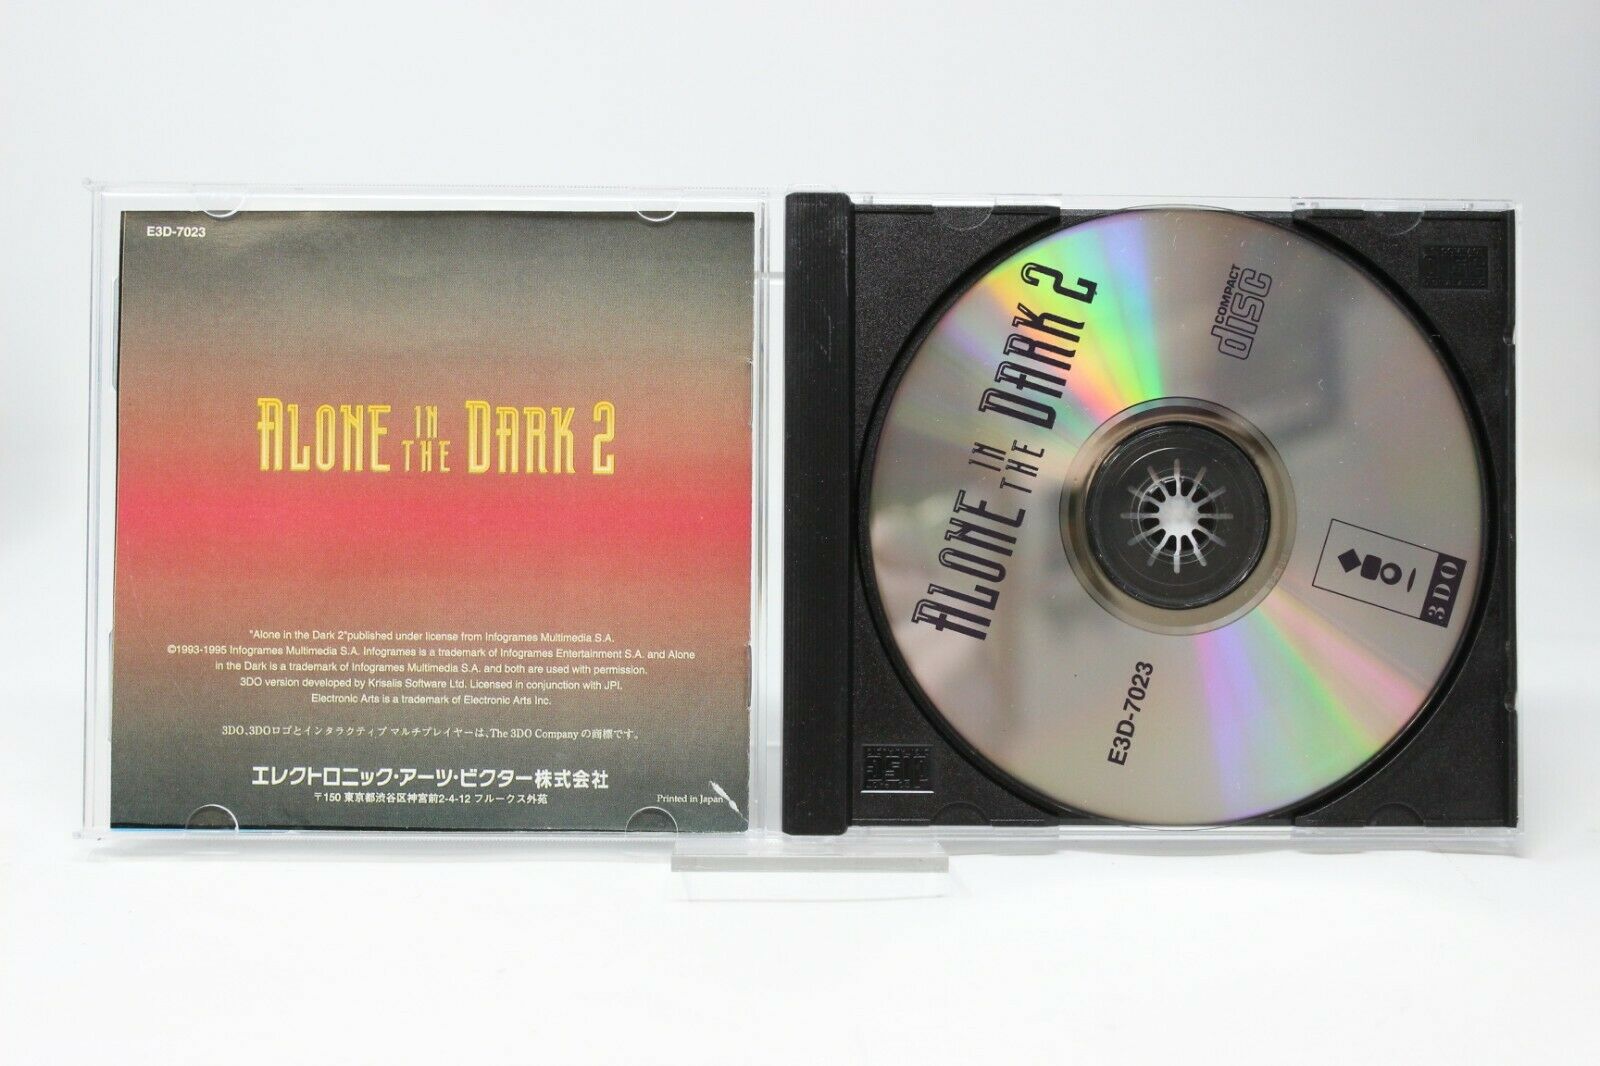 E3D-7023
ALONE IN THE DARK 2
"Alone in the Dark 2"published under license from Infogrames Multimedia S.A.
©1993-1995 Infogrames Multimedia S.A. Infogrames is a trademark of Infogrames Entertainment S.A. and Alone
in the Dark is a trademark of Infogrames Multimedia S.A. and both are used with permission.
3DO version developed by Krisalis Software Ltd. Licensed in conjunction with JPI.
Electronic Arts is a trademark of Electronic Arts Inc.
3DO、3DOロゴとインタラクティブ マルチプレイヤーは、The 3DO Company の商標です。
エレクトロニック・アーツ・ビクター株式会社
〒150 東京都渋谷区神宮前2-4-12 フルークス外苑
Printed in Japan
ALONE IN THE DARK 2
COMPACT
disc
3DO
E3D-7023